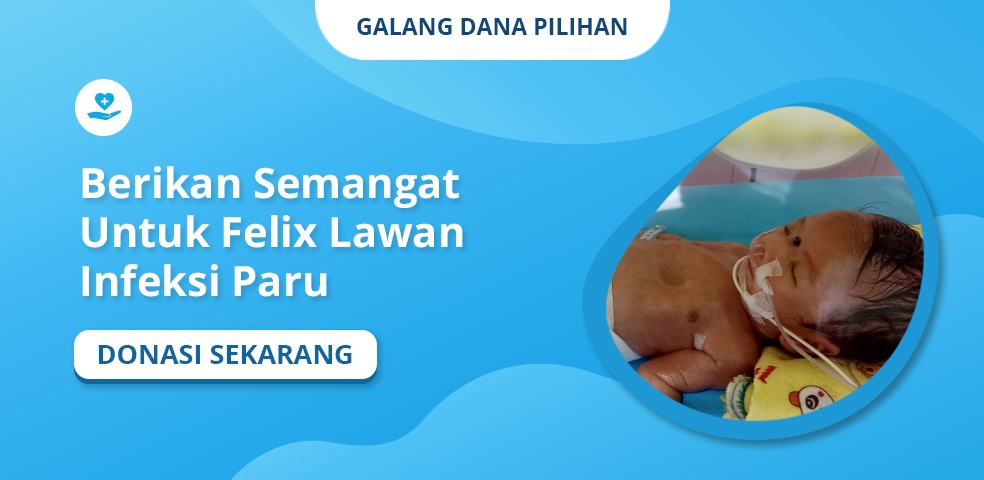 GALANG DANA PILIHAN
Berikan Semangat
Untuk Felix Lawan
Infeksi Paru
DONASI SEKARANG